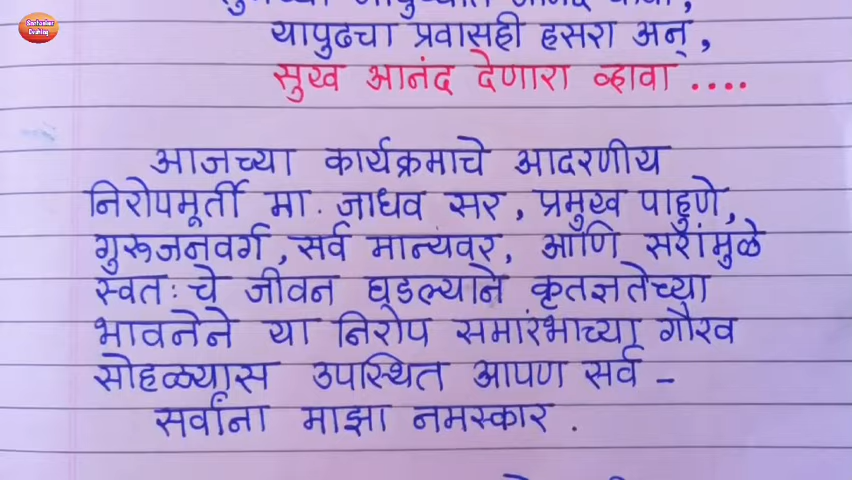 यापुढचा प्रवासही हसरा अन्,
सुख आनंद देणारा व्हावा ....
आजच्या कार्यक्रमाचे आदरणीय
निरोपमूर्ती मा. जाधव सर, प्रमुख पाहुणे,
गुरूजनवर्ग, सर्व मान्यवर, आणि सरांमुळे
स्वतः चे जीवन घडल्याने कृतज्ञतेच्या
भावनेने या निरोप समारंभाच्या गौरव
सोहळ्यास उपस्थित आपण सर्व -
सर्वांना माझा नमस्कार .